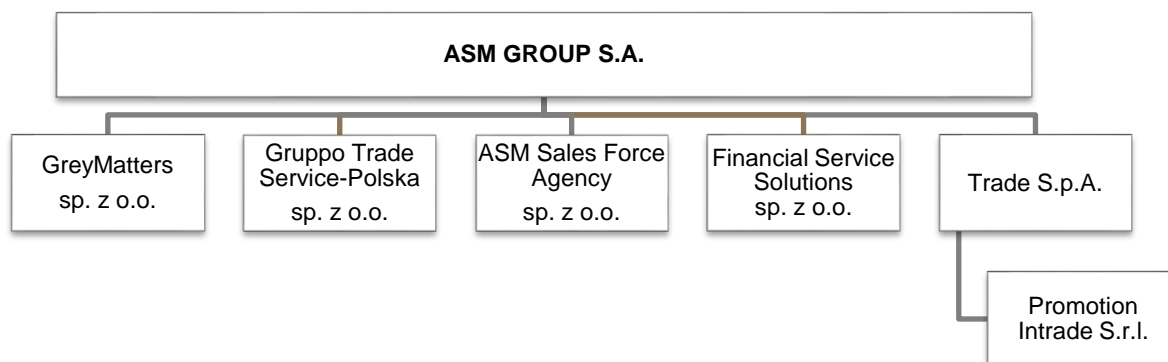 ASM GROUP S.A.
GreyMatters
sp. z o.o.
Gruppo Trade
Service-Polska
sp. z o.o.
ASM Sales Force
Agency
sp. z o.o.
Financial Service
Solutions
sp. z o.o.
Trade S.p.A.
Promotion
Intrade S.r.l.